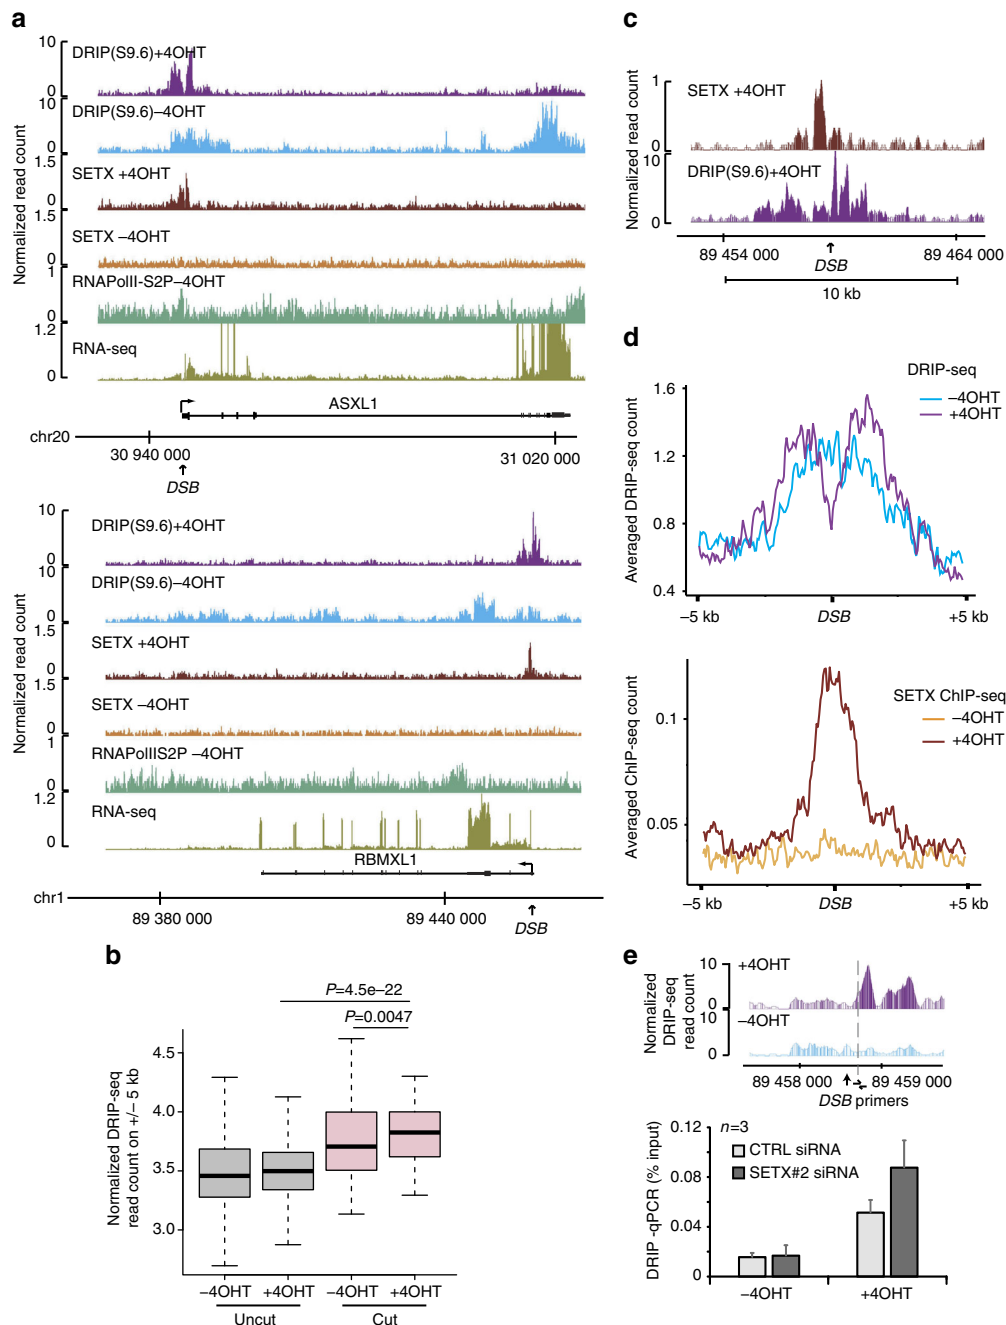 a
Normalized read count
10
DRIP(S9.6)+4OHT
0
10
DRIP(S9.6)–4OHT
0
1.5
SETX +4OHT
0
1.5
SETX –4OHT
0
1
RNAPolII-S2P–4OHT
0
1.2
RNA-seq
0
ASXL1
chr20
30 940 000
31 020 000
DSB
Normalized read count
10
DRIP(S9.6)+4OHT
0
10
DRIP(S9.6)–4OHT
0
1.5
SETX +4OHT
0
1.5
SETX –4OHT
0
1
RNAPolIIS2P –4OHT
0
1.2
RNA-seq
0
RBMXL1
chr1
89 380 000
89 440 000
DSB
b
P=4.5e–22
P=0.0047
Normalized DRIP-seq
read count on +/– 5 kb
4.5
4.0
3.5
3.0
–4OHT
+4OHT
–4OHT
+4OHT
Uncut
Cut
c
Normalized read count
1
SETX +4OHT
0
10
DRIP(S9.6)+4OHT
0
89 454 000
89 464 000
DSB
10 kb
d
Averaged DRIP-seq count
1.6
1.2
0.8
0.4
DRIP-seq
–4OHT
+4OHT
–5 kb
DSB
+5 kb
Averaged ChIP-seq count
0.1
0.05
SETX ChIP-seq
–4OHT
+4OHT
–5 kb
DSB
+5 kb
e
Normalized
DRIP-seq
read count
10
+4OHT
0
10
–4OHT
0
89 458 000
89 459 000
DSB primers
DRIP -qPCR (% input)
0.12
0.08
0.04
0
n=3
CTRL siRNA
SETX#2 siRNA
–4OHT
+4OHT